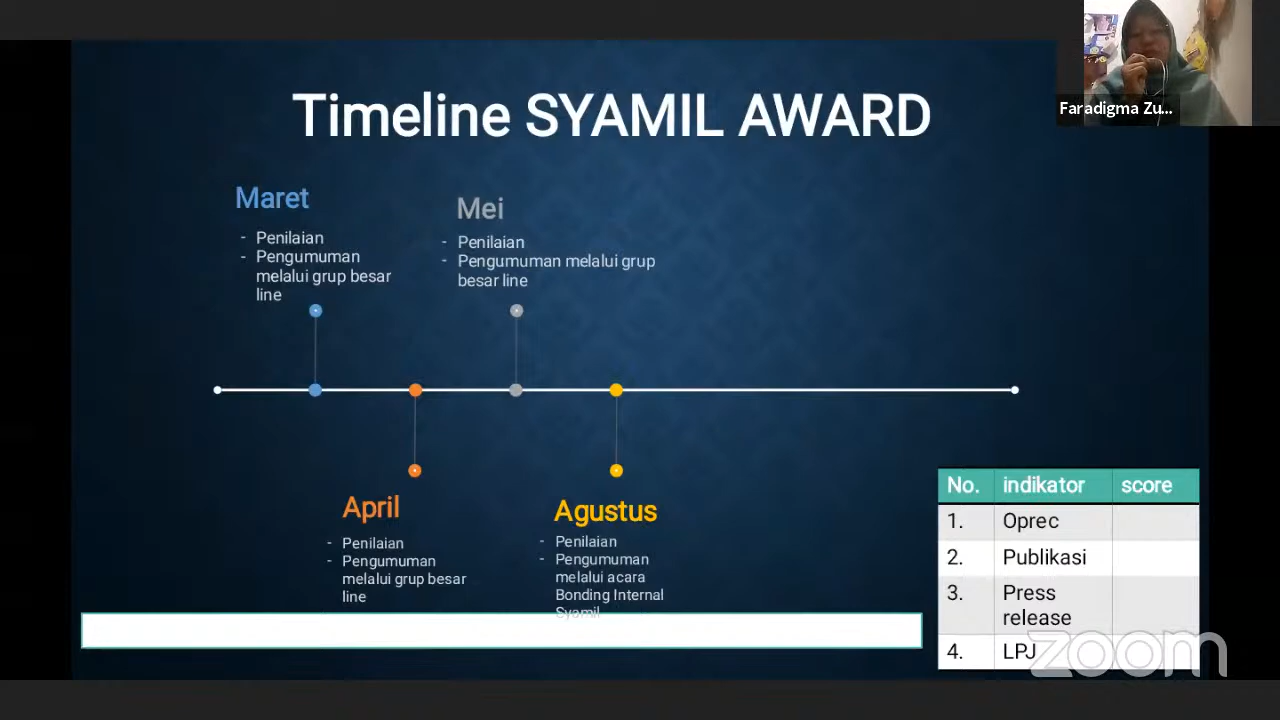 Timeline SYAMIL AWARD
Faradigma Zu...
Maret
- Penilaian
- Pengumuman
melalui grup besar
line
Mei
- Penilaian
- Pengumuman melalui grup
besar line
April
- Penilaian
- Pengumuman
melalui grup besar
line
Agustus
- Penilaian
- Pengumuman
melalui acara
Bonding Internal
Syamil
No. indikator score
1. Oprec
2. Publikasi
3. Press
release
4. LPJ
zoom